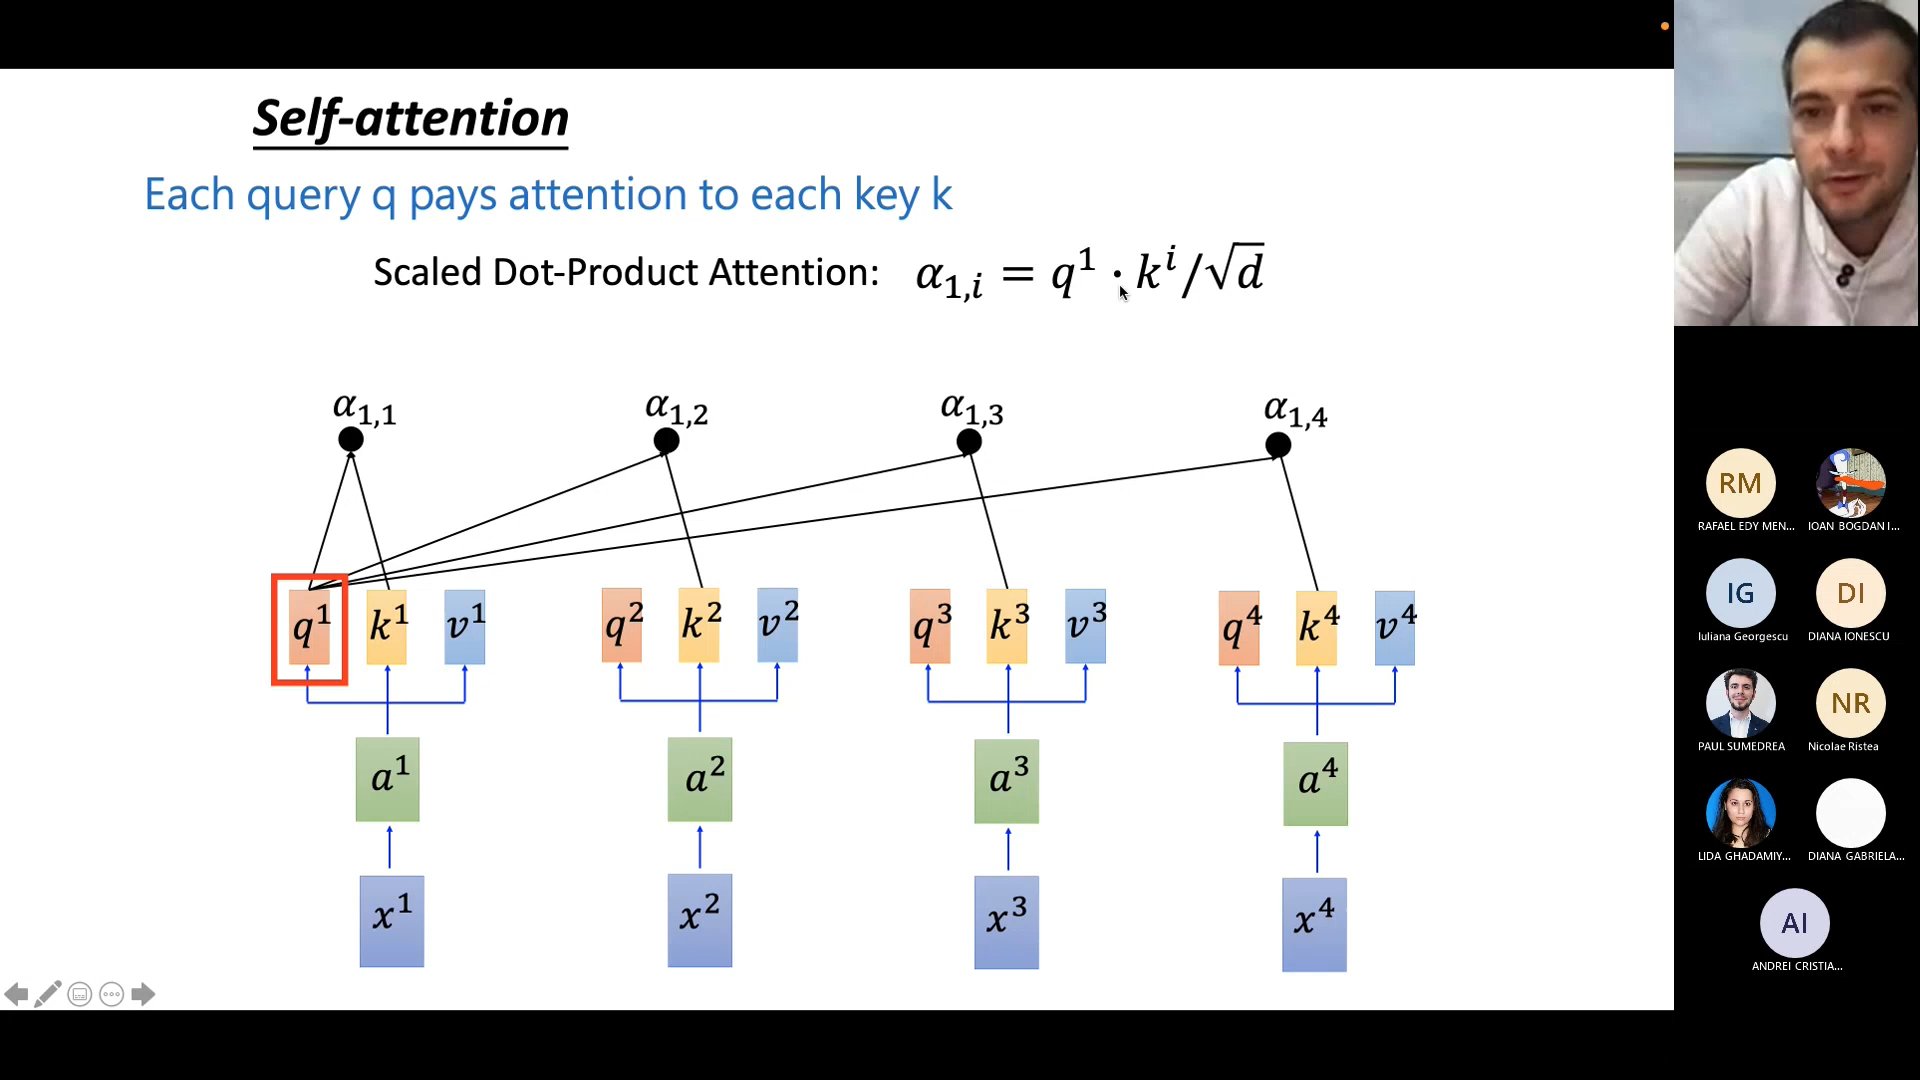 Self-attention
Each query q pays attention to each key k
Scaled Dot-Product Attention: α₁,ᵢ = q¹ · kⁱ/√d
α₁,₁ α₁,₂ α₁,₃ α₁,₄
q¹ k¹ v¹ q² k² v² q³ k³ v³ q⁴ k⁴ v⁴
a¹ a² a³ a⁴
x¹ x² x³ x⁴
RM
RAFAEL EDY MEN... IOAN BOGDAN I...
IG DI
Iuliana Georgescu DIANA IONESCU
NR
PAUL SUMEDREA Nicolae Ristea
LIDA GHADAMIY... DIANA GABRIELA...
AI
ANDREI CRISTIA...